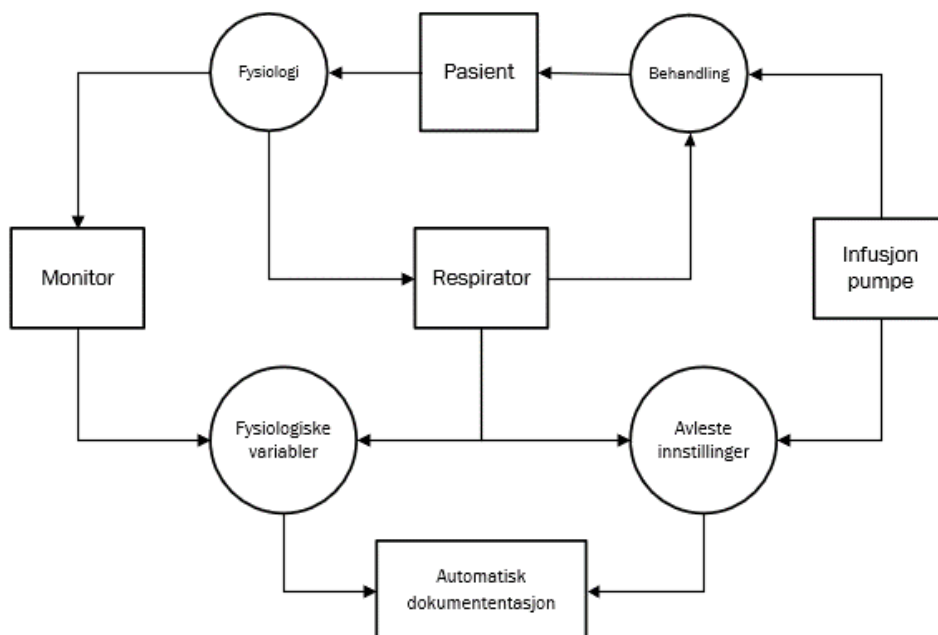 Fysiologi
Pasient
Behandling
Monitor
Respirator
Infusjon
pumpe
Fysiologiske
variabler
Avleste
innstillinger
Automatisk
dokumententasjon